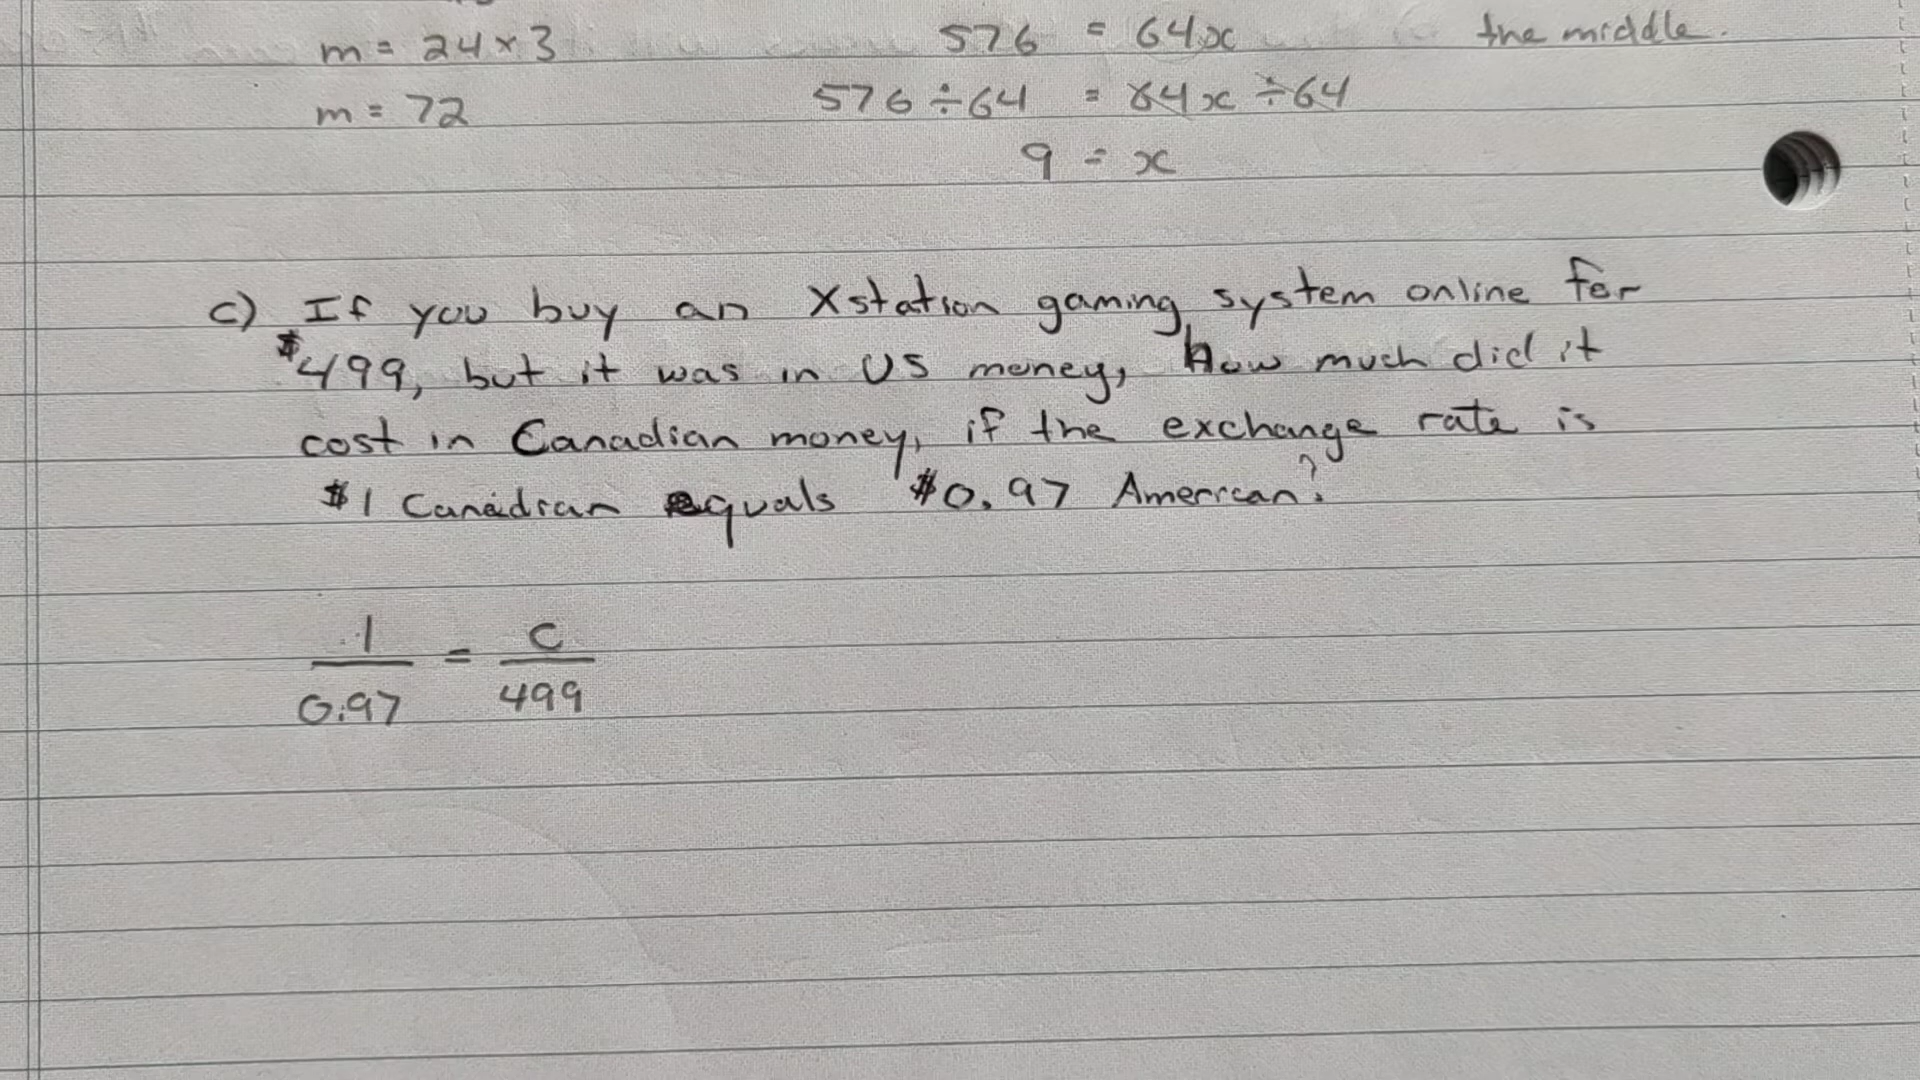 m = 24 × 3
m = 72
576 = 64x
576 ÷ 64 = 64x ÷ 64
9 = x
the middle.
c) If you buy an Xstation gaming system online for
$499, but it was in US money, How much did it
cost in Canadian money, if the exchange rate is
$1 Canadian equals $0.97 American?
1/0.97 = C/499